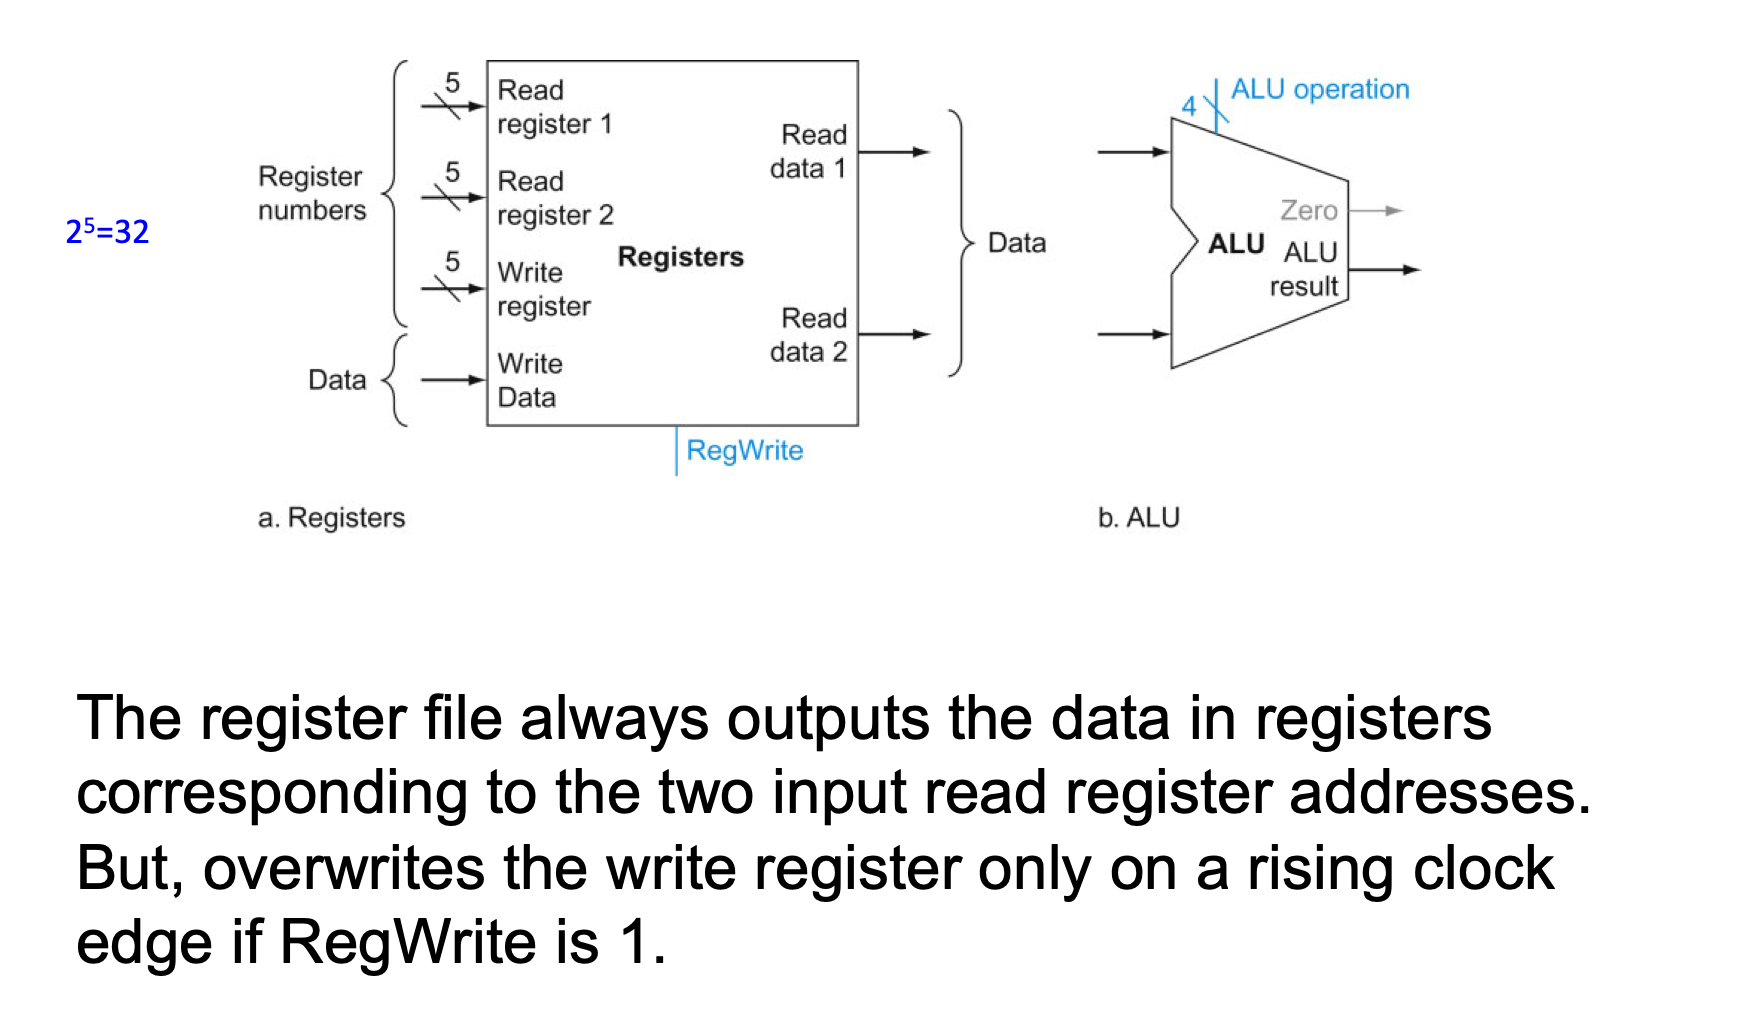 2⁵=32
Register
numbers
Data
5
5
5
Read
register 1
Read
register 2
Write
register
Write
Data
Registers
Read
data 1
Read
data 2
RegWrite
Data
4
ALU operation
Zero
ALU
ALU
result
a. Registers
b. ALU
The register file always outputs the data in registers
corresponding to the two input read register addresses.
But, overwrites the write register only on a rising clock
edge if RegWrite is 1.